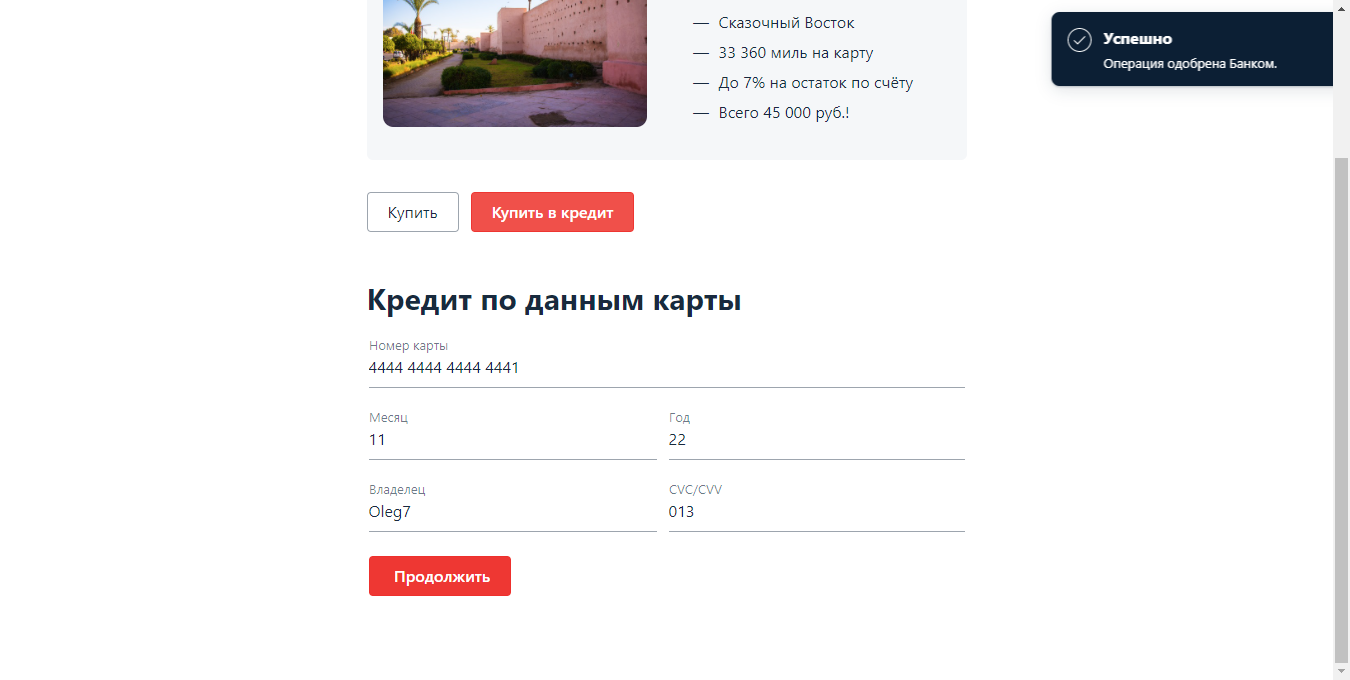 — Сказочный Восток
— 33 360 миль на карту
— До 7% на остаток по счёту
— Всего 45 000 руб.!
Успешно
Операция одобрена Банком.
Купить
Купить в кредит
Кредит по данным карты
Номер карты
4444 4444 4444 4441
Месяц
Год
11
22
Владелец
CVC/CVV
Oleg7
013
Продолжить